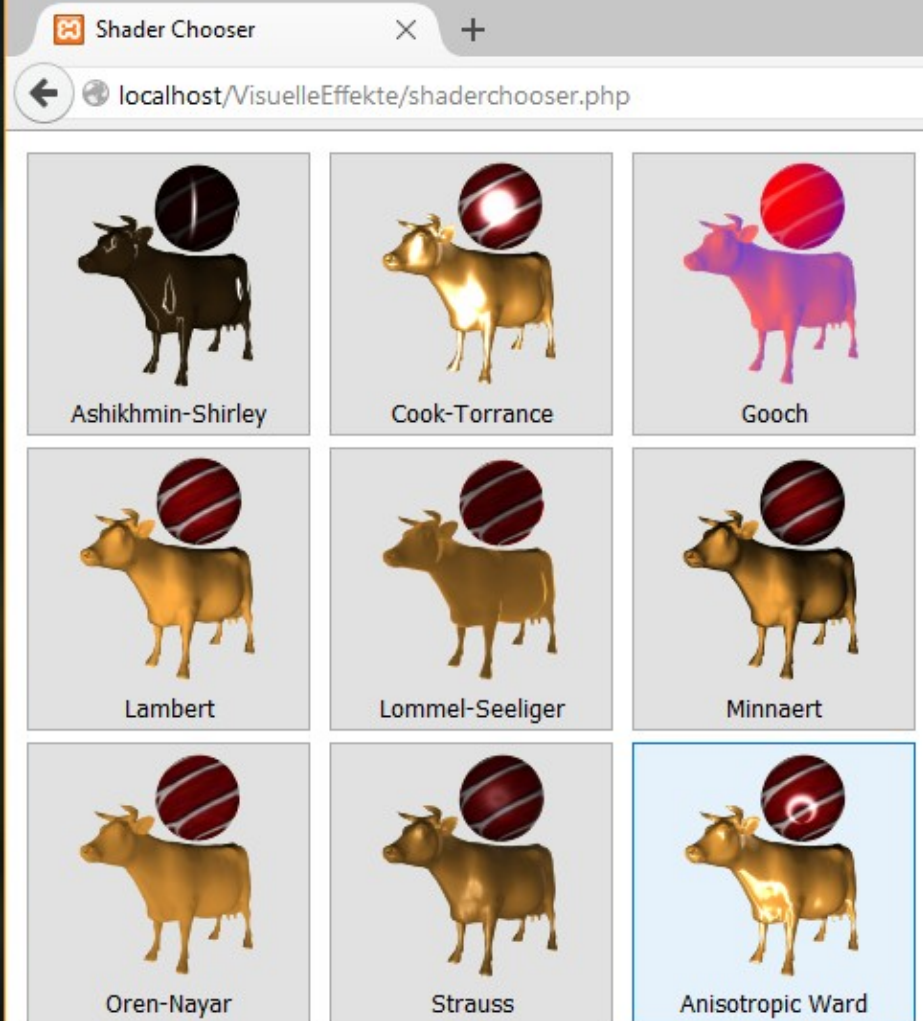 Shader Chooser
localhost/VisuelleEffekte/shaderchooser.php
Ashikhmin-Shirley
Cook-Torrance
Gooch
Lambert
Lommel-Seeliger
Minnaert
Oren-Nayar
Strauss
Anisotropic Ward